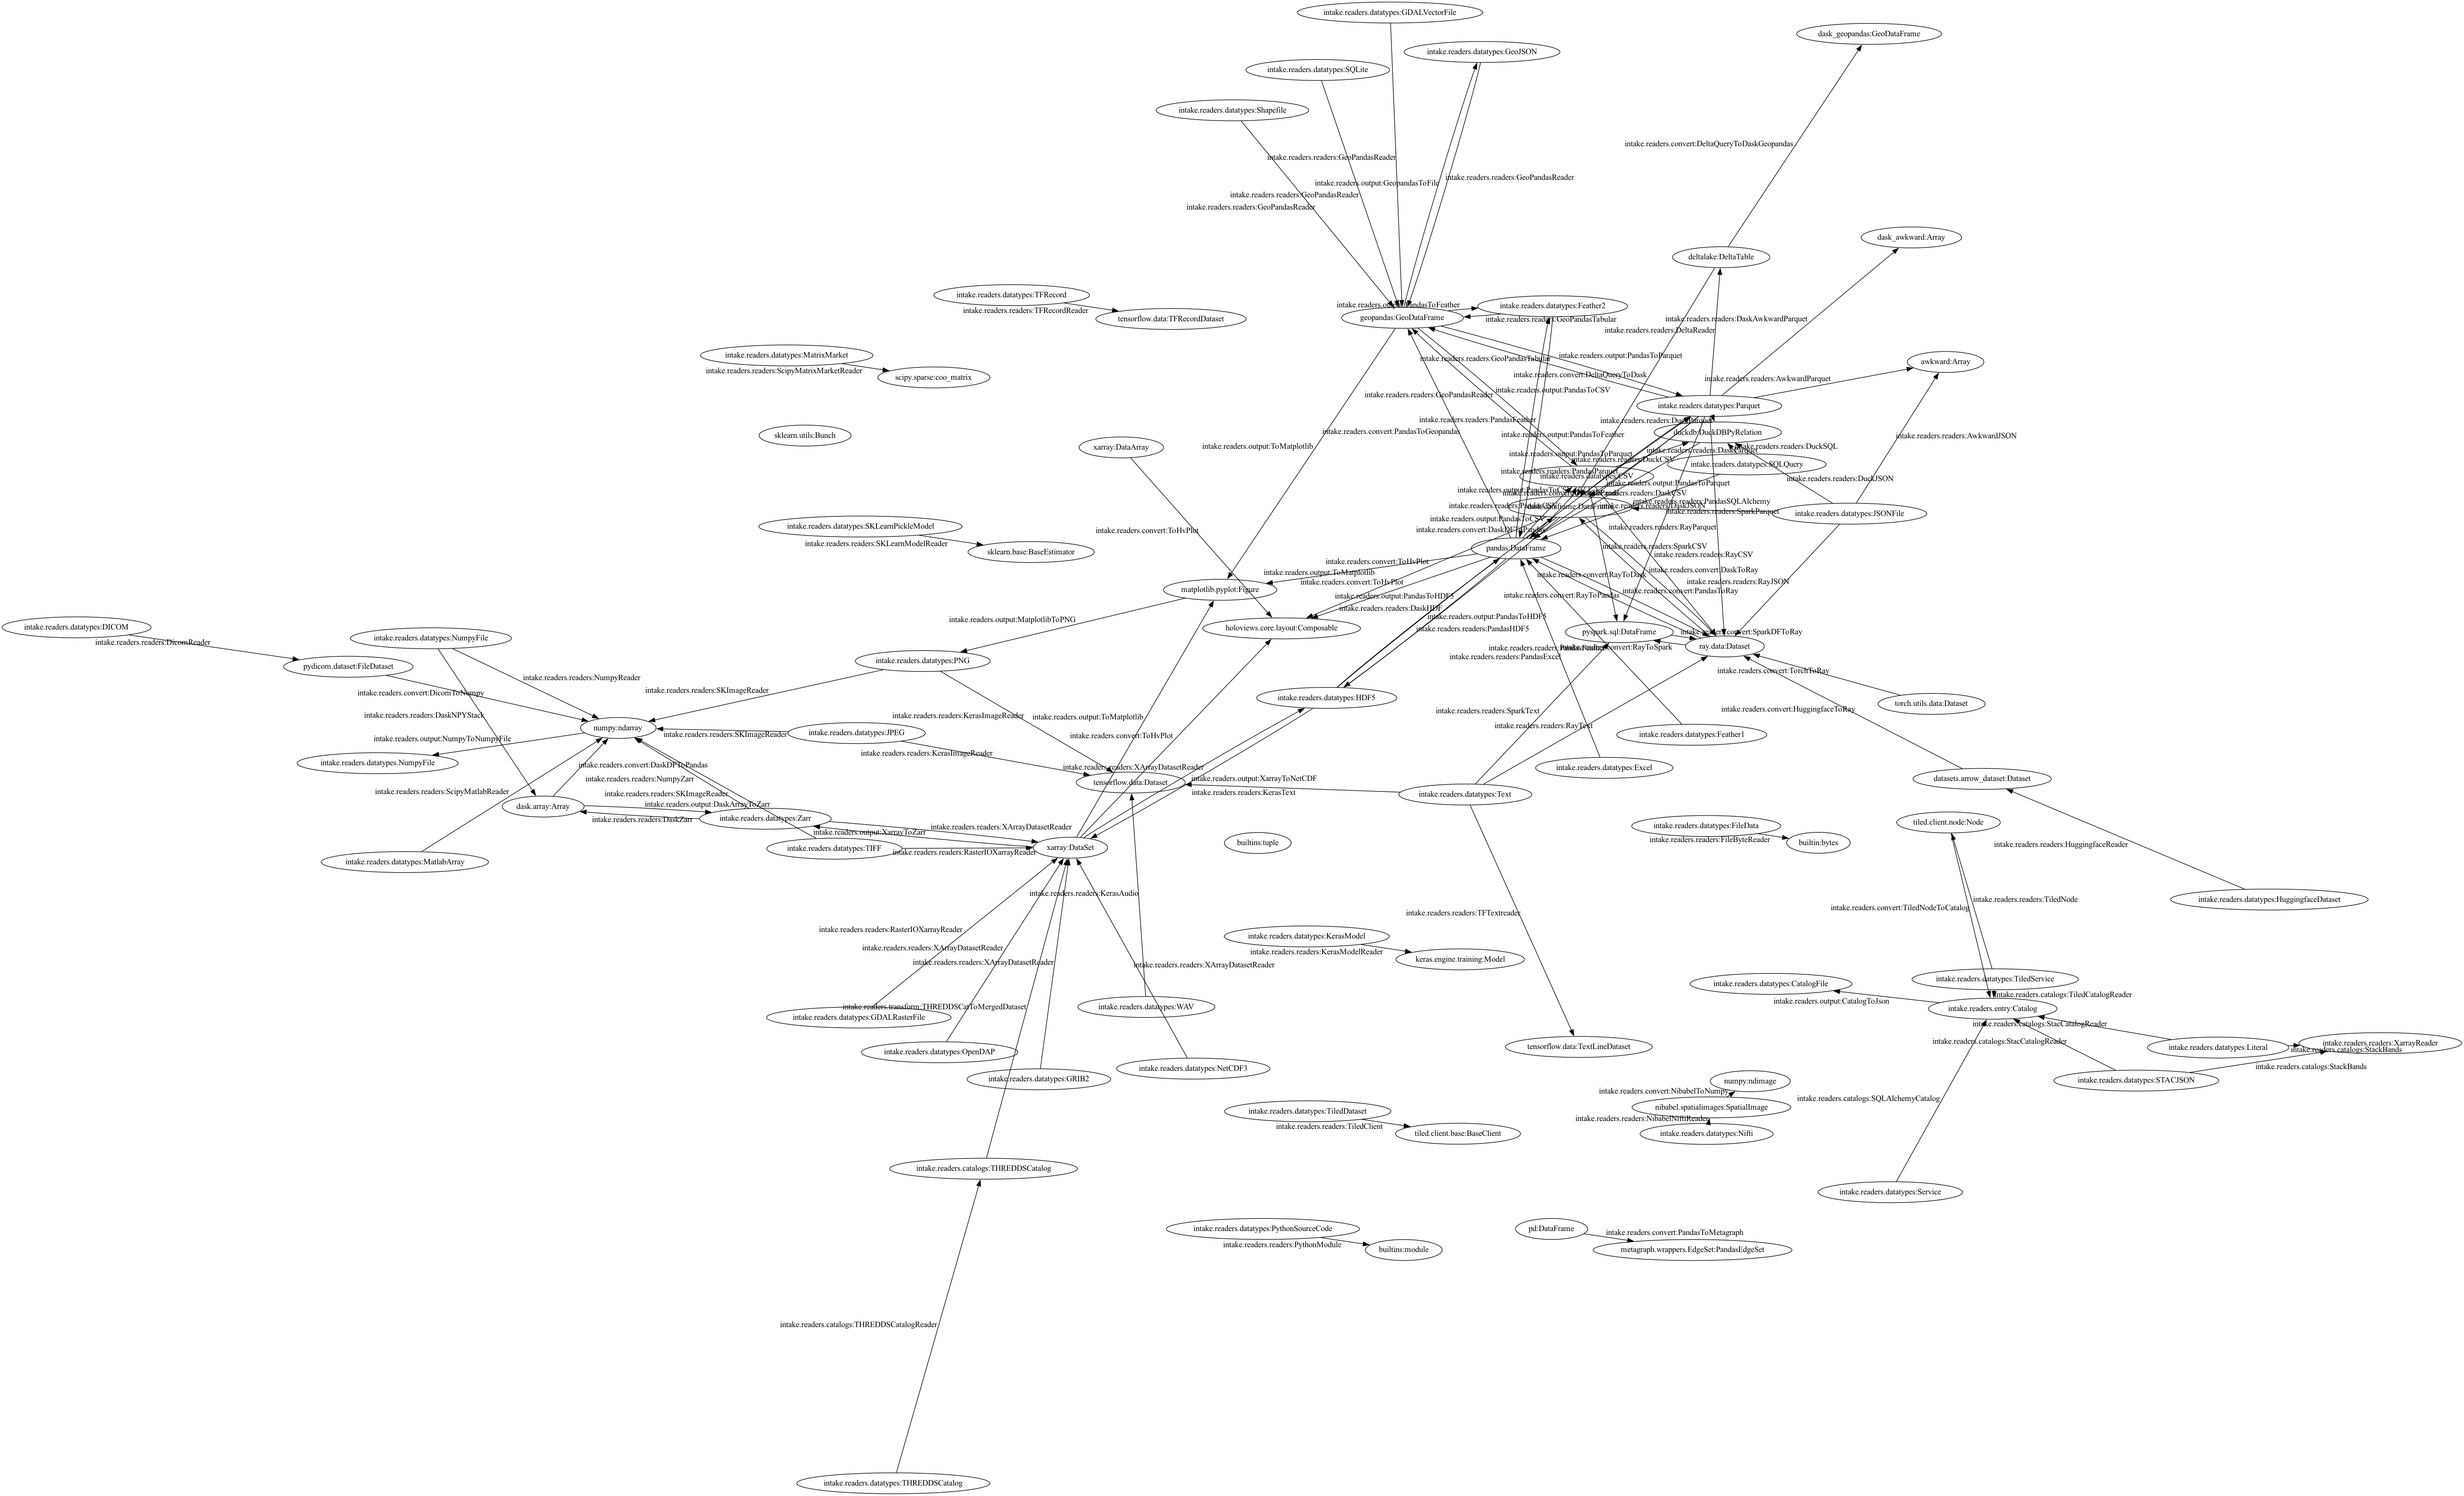 intake.readers.datatypes:GDALVectorFile
dask_geopandas:GeoDataFrame
intake.readers.datatypes:GeoJSON
intake.readers.datatypes:SQLite
intake.readers.datatypes:Shapefile
intake.readers.convert:DeltaQueryToDaskGeopandas
intake.readers.readers:GeoPandasReader
intake.readers.output:GeopandasToFile
intake.readers.readers:GeoPandasReader
intake.readers.readers:GeoPandasReader
intake.readers.readers:GeoPandasReader
dask_awkward:Array
deltalake:DeltaTable
intake.readers.datatypes:TFRecord
intake.readers.readers:TFRecordReader
tensorflow.data:TFRecordDataset
intake.readers.datatypes:Feather2
geopandas:GeoDataFrame
intake.readers.readers:GeoPandasTabular
intake.readers.readers:DaskAwkwardParquet
intake.readers.readers:DeltaReader
intake.readers.datatypes:MatrixMarket
intake.readers.readers:ScipyMatrixMarketReader
scipy.sparse:coo_matrix
intake.readers.output:PandasToParquet
intake.readers.readers:GeoPandasTabular
intake.readers.convert:DeltaQueryToDask
intake.readers.output:PandasToCSV
intake.readers.readers:GeoPandasReader
awkward:Array
intake.readers.readers:AwkwardParquet
intake.readers.datatypes:Parquet
intake.readers.readers:PandasFeather
intake.readers.convert:PandasToGeopandas
intake.readers.output:PandasToFeather
duckdb:DuckDBPyRelation
intake.readers.readers:AwkwardJSON
intake.readers.readers:DuckSQL
sklearn.utils:Bunch
xarray:DataArray
intake.readers.output:ToMatplotlib
intake.readers.output:PandasToParquet
intake.readers.datatypes:SQLQuery
intake.readers.readers:DuckJSON
intake.readers.output:PandasToParquet
intake.readers.readers:PandasSQLAlchemy
intake.readers.readers:SparkParquet
intake.readers.datatypes:JSONFile
intake.readers.output:PandasToCSV
intake.readers.readers:RayParquet
intake.readers.datatypes:SKLearnPickleModel
intake.readers.readers:SKLearnModelReader
sklearn.base:BaseEstimator
intake.readers.convert:ToHvPlot
pandas:DataFrame
intake.readers.readers:SparkCSV
intake.readers.readers:RayCSV
intake.readers.convert:ToHvPlot
intake.readers.output:ToMatplotlib
intake.readers.convert:ToHvPlot
intake.readers.convert:RayToDask
intake.readers.convert:DaskToRay
intake.readers.readers:RayJSON
intake.readers.convert:PandasToRay
intake.readers.convert:RayToPandas
matplotlib.pyplot:Figure
intake.readers.output:PandasToHDF5
intake.readers.readers:DaskHDF
intake.readers.output:PandasToHDF5
intake.readers.readers:PandasHDF5
intake.readers.output:MatplotlibToPNG
holoviews.core.layout:Composable
pyspark.sql:DataFrame
ray.data:Dataset
intake.readers.readers:PandasExcel
intake.readers.datatypes:DICOM
intake.readers.readers:DicomReader
intake.readers.datatypes:NumpyFile
pydicom.dataset:FileDataset
intake.readers.datatypes:PNG
intake.readers.readers:NumpyReader
intake.readers.readers:SKImageReader
intake.readers.convert:DicomToNumpy
intake.readers.datatypes:HDF5
intake.readers.convert:TorchToRay
torch.utils.data:Dataset
intake.readers.readers:DaskNPYStack
intake.readers.readers:KerasImageReader
intake.readers.output:ToMatplotlib
intake.readers.readers:SparkText
intake.readers.readers:RayText
intake.readers.convert:HuggingfaceToRay
numpy:ndarray
intake.readers.readers:SKImageReader
intake.readers.datatypes:JPEG
intake.readers.convert:ToHvPlot
intake.readers.datatypes:Feather1
intake.readers.output:NumpyToNumpyFile
intake.readers.readers:KerasImageReader
intake.readers.datatypes.NumpyFile
intake.readers.convert:DaskDFToPandas
intake.readers.readers:XArrayDatasetReader
intake.readers.datatypes:Excel
intake.readers.readers:NumpyZarr
tensorflow.data:Dataset
intake.readers.output:XarrayToNetCDF
intake.readers.readers:KerasText
datasets.arrow_dataset:Dataset
intake.readers.readers:ScipyMatlabReader
intake.readers.readers:SKImageReader
intake.readers.output:DaskArrayToZarr
intake.readers.datatypes:Text
dask.array:Array
intake.readers.readers:DaskZarr
intake.readers.datatypes:Zarr
intake.readers.readers:XArrayDatasetReader
intake.readers.output:XarrayToZarr
intake.readers.datatypes:FileData
intake.readers.readers:FileByteReader
builtin:bytes
tiled.client.node:Node
builtins:tuple
intake.readers.datatypes:TIFF
intake.readers.readers:RasterIOXarrayReader
xarray:DataSet
intake.readers.datatypes:MatlabArray
intake.readers.readers:HuggingfaceReader
intake.readers.readers:KerasAudio
intake.readers.datatypes:HuggingfaceDataset
intake.readers.convert:TiledNodeToCatalog
intake.readers.readers:TiledNode
intake.readers.readers:TFTextreader
intake.readers.readers:RasterIOXarrayReader
intake.readers.datatypes:KerasModel
intake.readers.readers:KerasModelReader
keras.engine.training:Model
intake.readers.readers:XArrayDatasetReader
intake.readers.readers:XArrayDatasetReader
intake.readers.readers:XArrayDatasetReader
intake.readers.datatypes:TiledService
intake.readers.datatypes:CatalogFile
intake.readers.output:CatalogToJson
intake.readers.catalogs:TiledCatalogReader
intake.readers.entry:Catalog
intake.readers.transform:THREDDSCatToMergedDataset
intake.readers.datatypes:GDALRasterFile
intake.readers.datatypes:WAV
intake.readers.catalogs:StacCatalogReader
intake.readers.catalogs:StacCatalogReader
intake.readers.datatypes:Literal
intake.readers.datatypes:XarrayReader
intake.readers.catalogs:StackBands
intake.readers.catalogs:StackBands
intake.readers.datatypes:OpenDAP
tensorflow.data:TextLineDataset
intake.readers.datatypes:NetCDF3
intake.readers.datatypes:GRIB2
intake.readers.datatypes:STACJSON
numpy:ndimage
intake.readers.convert:NibabelToNumpy
intake.readers.catalogs:SQLAlchemyCatalog
nibabel.spatialimages:SpatialImage
intake.readers.readers:NibabelNiftiReader
intake.readers.datatypes:Nifti
intake.readers.datatypes:TiledDataset
intake.readers.readers:TiledClient
tiled.client.base:BaseClient
intake.readers.catalogs:THREDDSCatalog
intake.readers.datatypes:Service
intake.readers.datatypes:PythonSourceCode
intake.readers.readers:PythonModule
builtins:module
pd:DataFrame
intake.readers.convert:PandasToMetagraph
metagraph.wrappers.EdgeSet:PandasEdgeSet
intake.readers.catalogs:THREDDSCatalogReader
intake.readers.datatypes:THREDDSCatalog